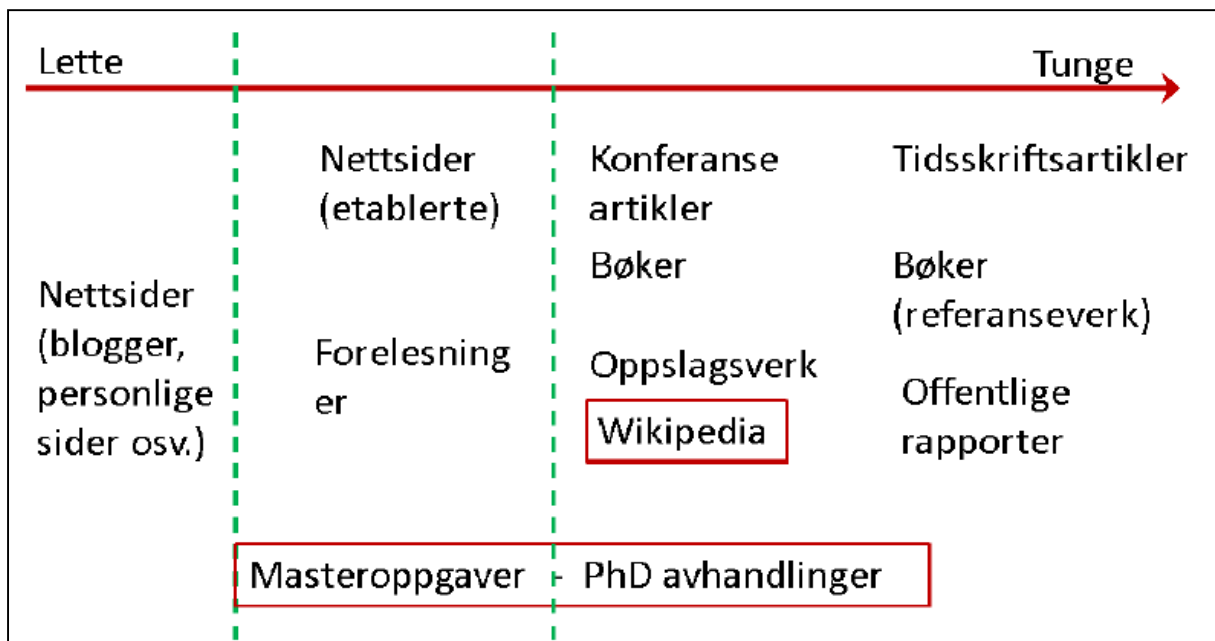 Lette
Tunge
Nettsider
(blogger,
personlige
sider osv.)
Nettsider
(etablerte)
Forelesning
er
Konferanse
artikler
Bøker
Oppslagsverk
Wikipedia
Tidsskriftsartikler
Bøker
(referanseverk)
Offentlige
rapporter
Masteroppgaver - PhD avhandlinger